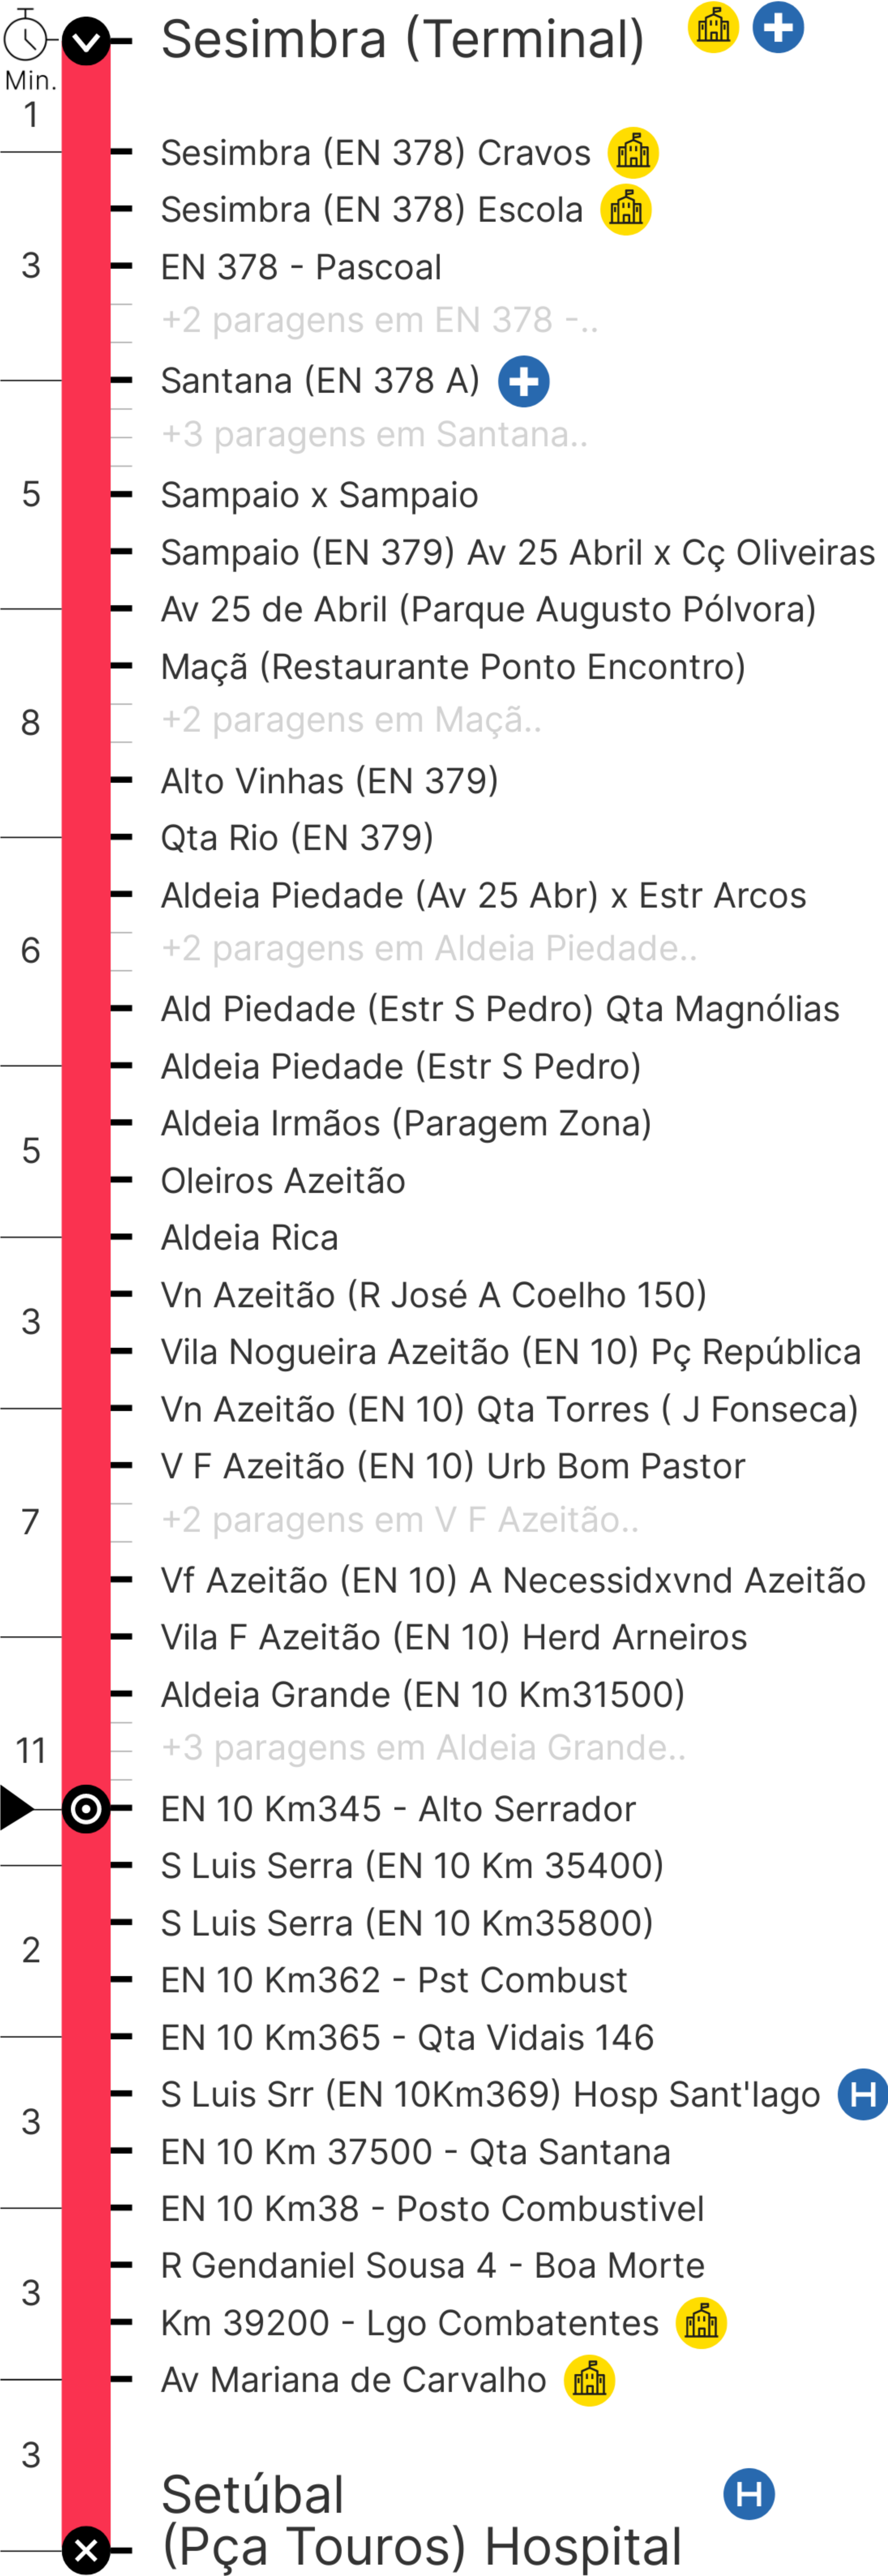 Sesimbra (Terminal)
Min.
1
Sesimbra (EN 378) Cravos
Sesimbra (EN 378) Escola
3
EN 378 - Pascoal
+2 paragens em EN 378 -..
Santana (EN 378 A)
+3 paragens em Santana..
5
Sampaio x Sampaio
Sampaio (EN 379) Av 25 Abril x Cç Oliveiras
Av 25 de Abril (Parque Augusto Pólvora)
Maçã (Restaurante Ponto Encontro)
8
+2 paragens em Maçã..
Alto Vinhas (EN 379)
Qta Rio (EN 379)
Aldeia Piedade (Av 25 Abr) x Estr Arcos
6
+2 paragens em Aldeia Piedade..
Ald Piedade (Estr S Pedro) Qta Magnólias
Aldeia Piedade (Estr S Pedro)
Aldeia Irmãos (Paragem Zona)
5
Oleiros Azeitão
Aldeia Rica
Vn Azeitão (R José A Coelho 150)
3
Vila Nogueira Azeitão (EN 10) Pç República
Vn Azeitão (EN 10) Qta Torres ( J Fonseca)
V F Azeitão (EN 10) Urb Bom Pastor
7
+2 paragens em V F Azeitão..
Vf Azeitão (EN 10) A Necessidxvnd Azeitão
Vila F Azeitão (EN 10) Herd Arneiros
Aldeia Grande (EN 10 Km31500)
11
+3 paragens em Aldeia Grande..
EN 10 Km345 - Alto Serrador
S Luis Serra (EN 10 Km 35400)
S Luis Serra (EN 10 Km35800)
2
EN 10 Km362 - Pst Combust
EN 10 Km365 - Qta Vidais 146
S Luis Srr (EN 10Km369) Hosp Sant'Iago H
3
EN 10 Km 37500 - Qta Santana
EN 10 Km38 - Posto Combustivel
R Gendaniel Sousa 4 - Boa Morte
3
Km 39200 - Lgo Combatentes
Av Mariana de Carvalho
3
Setúbal H
(Pça Touros) Hospital